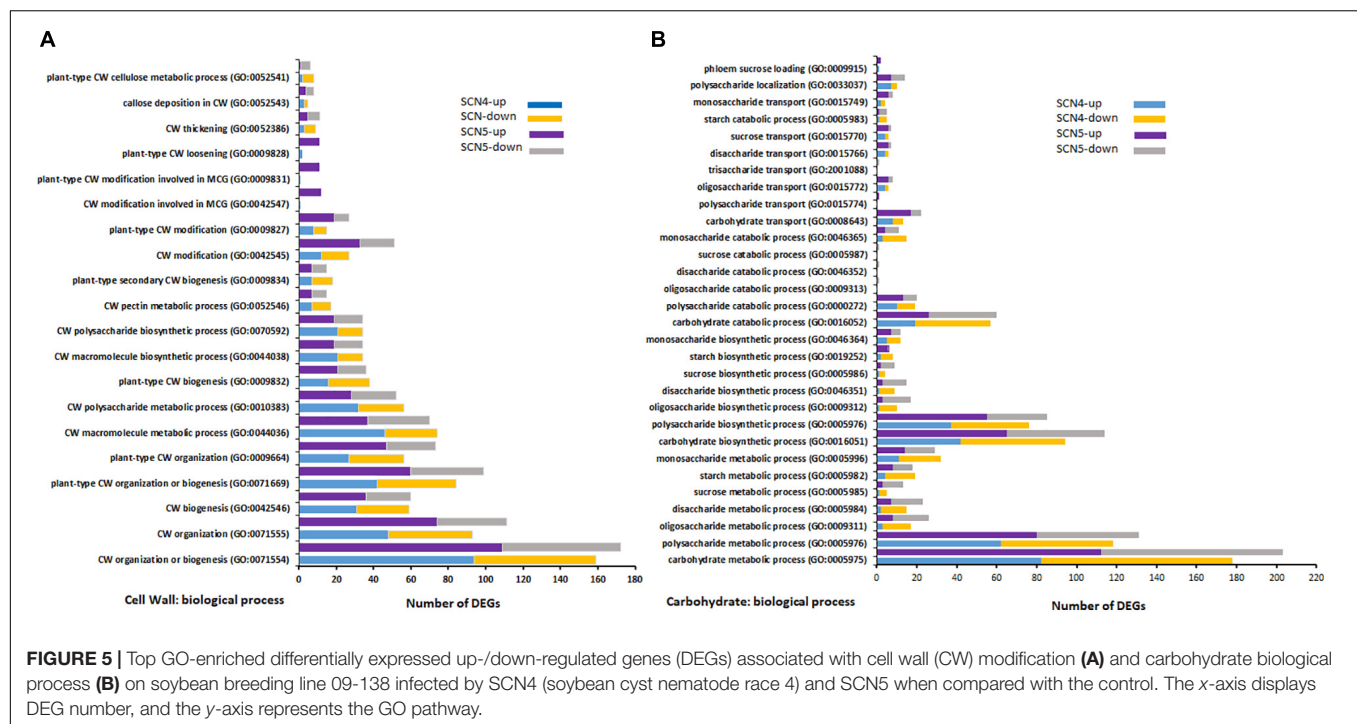 A
plant-type CW cellulose metabolic process (GO:0052541)
callose deposition in CW (GO:0052543)
CW thickening (GO:0052386)
plant-type CW loosening (GO:0009828)
plant-type CW modification involved in MCG (GO:0009831)
CW modification involved in MCG (GO:0042547)
plant-type CW modification (GO:0009827)
CW modification (GO:0042545)
plant-type secondary CW biogenesis (GO:0009834)
CW pectin metabolic process (GO:0052546)
CW polysaccharide biosynthetic process (GO:0070592)
CW macromolecule biosynthetic process (GO:0044038)
plant-type CW biogenesis (GO:0009832)
CW polysaccharide metabolic process (GO:0010383)
CW macromolecule metabolic process (GO:0044036)
plant-type CW organization (GO:0009664)
plant-type CW organization or biogenesis (GO:0071669)
CW biogenesis (GO:0042546)
CW organization (GO:0071555)
CW organization or biogenesis (GO:0071554)
SCN4-up
SCN-down
SCN5-up
SCN5-down
0 20 40 60 80 100 120 140 160 180
Cell Wall: biological process
Number of DEGs
B
phloem sucrose loading (GO:0009915)
polysaccharide localization (GO:0033037)
monosaccharide transport (GO:0015749)
starch catabolic process (GO:0005983)
sucrose transport (GO:0015770)
disaccharide transport (GO:0015766)
trisaccharide transport (GO:2001088)
oligosaccharide transport (GO:0015772)
polysaccharide transport (GO:0015774)
carbohydrate transport (GO:0008643)
monosaccharide catabolic process (GO:0046365)
sucrose catabolic process (GO:0005987)
disaccharide catabolic process (GO:0046352)
oligosaccharide catabolic process (GO:0009313)
polysaccharide catabolic process (GO:0000272)
carbohydrate catabolic process (GO:0016052)
monosaccharide biosynthetic process (GO:0046364)
starch biosynthetic process (GO:0019252)
sucrose biosynthetic process (GO:0005986)
disaccharide biosynthetic process (GO:0046351)
oligosaccharide biosynthetic process (GO:0009312)
polysaccharide biosynthetic process (GO:0005976)
carbohydrate biosynthetic process (GO:0016051)
monosaccharide metabolic process (GO:0005996)
starch metabolic process (GO:0005982)
sucrose metabolic process (GO:0005985)
disaccharide metabolic process (GO:0005984)
oligosaccharide metabolic process (GO:0009311)
polysaccharide metabolic process (GO:0005976)
carbohydrate metabolic process (GO:0005975)
SCN4-up
SCN4-down
SCN5-up
SCN5-down
0 20 40 60 80 100 120 140 160 180 200 220
Carbohydrate: biological process
Number of DEGs
FIGURE 5 | Top GO-enriched differentially expressed up-/down-regulated genes (DEGs) associated with cell wall (CW) modification (A) and carbohydrate biological
process (B) on soybean breeding line 09-138 infected by SCN4 (soybean cyst nematode race 4) and SCN5 when compared with the control. The x-axis displays
DEG number, and the y-axis represents the GO pathway.